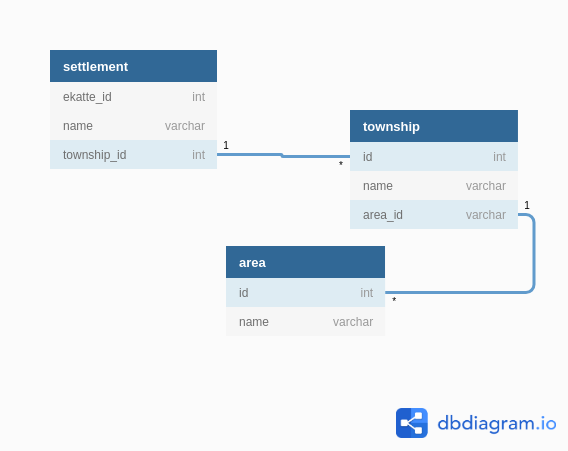 settlement
ekatte_id int
name varchar
township_id int
1
*
township
id int
name varchar
area_id varchar
1
area
id int
*
name varchar
dbdiagram.io